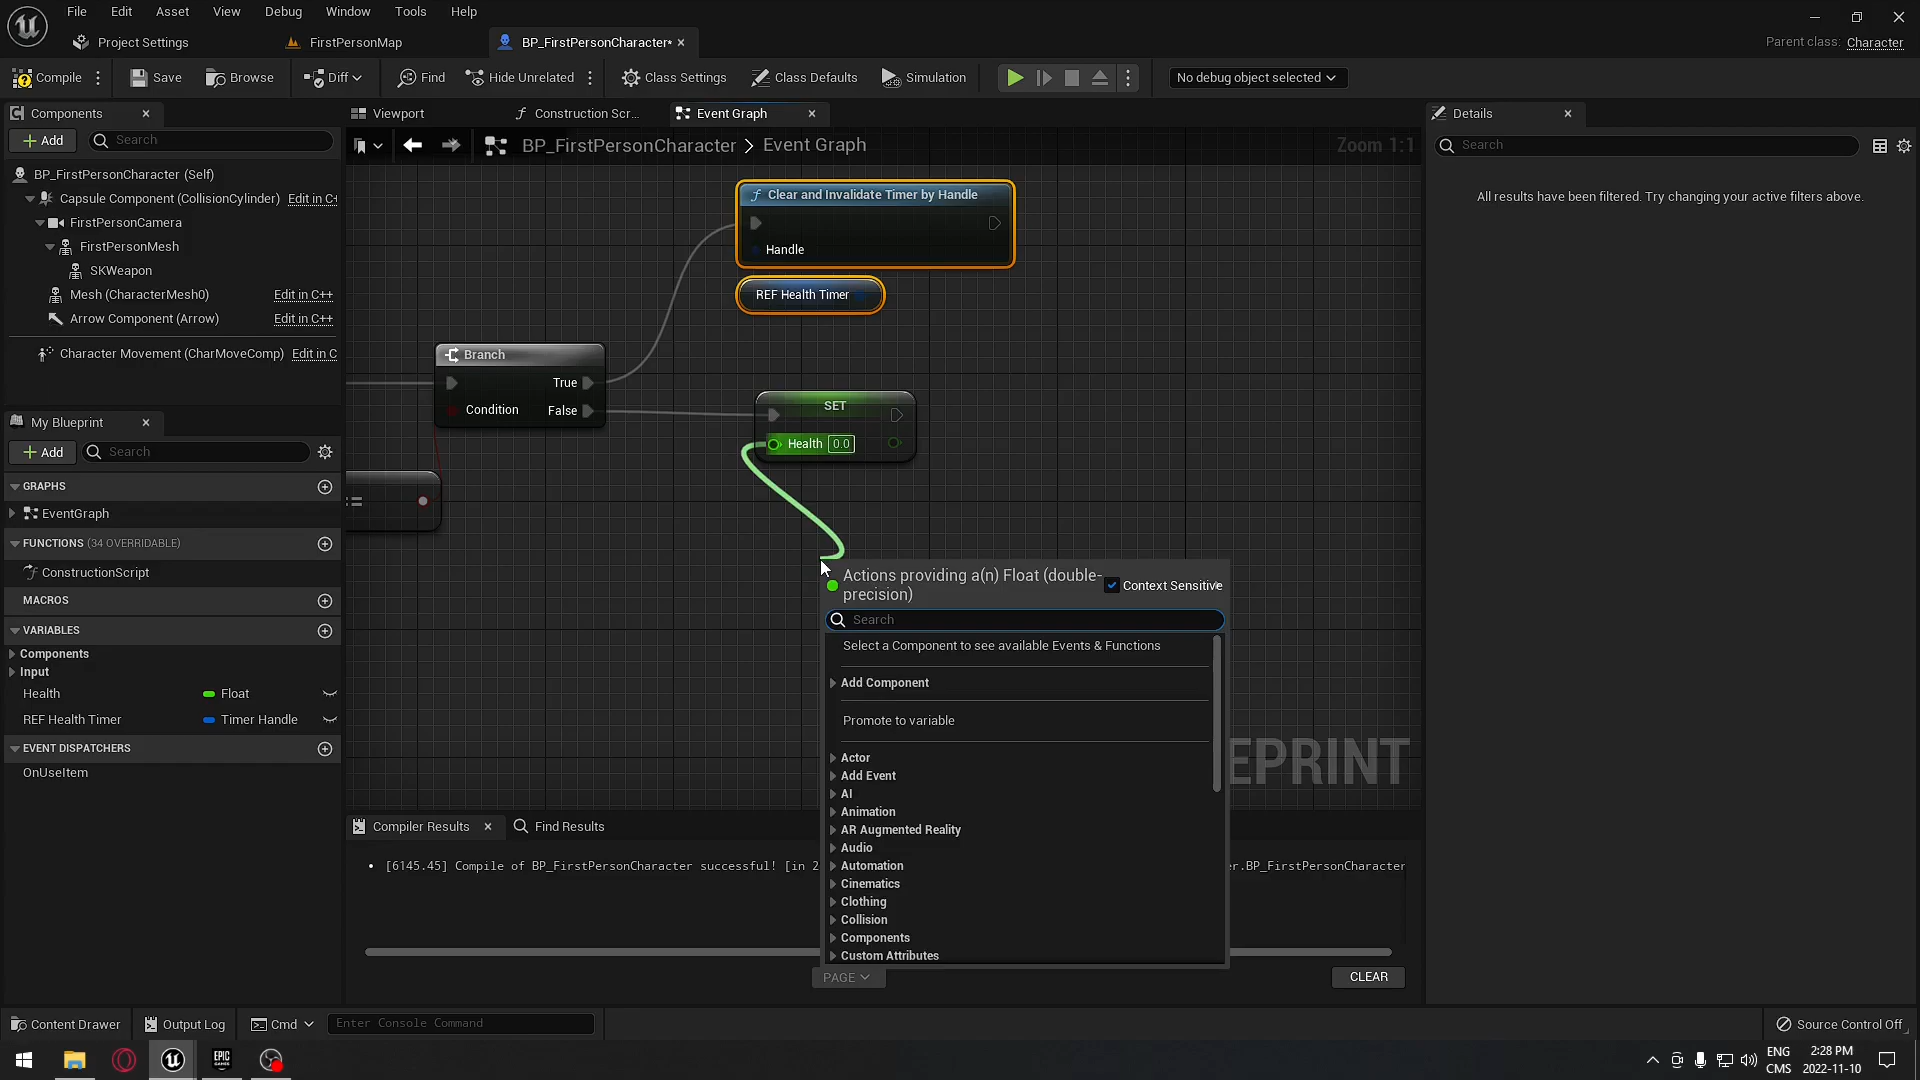 File Edit Asset View Debug Window Tools Help
Project Settings FirstPersonMap BP_FirstPersonCharacter* Parent class: Character
Compile Save Browse Diff Find Hide Unrelated Class Settings Class Defaults Simulation No debug object selected
Components Viewport Construction Scr... Event Graph Details
Add Search BP_FirstPersonCharacter > Event Graph Zoom 1:1 Search
BP_FirstPersonCharacter (Self)
Capsule Component (CollisionCylinder) Edit in C+
FirstPersonCamera
FirstPersonMesh
SKWeapon
Mesh (CharacterMesh0) Edit in C++
Arrow Component (Arrow) Edit in C++
Character Movement (CharMoveComp) Edit in C
All results have been filtered. Try changing your active filters above.
Clear and Invalidate Timer by Handle
Handle
REF Health Timer
Branch
True
Condition False
SET
Health 0.0
My Blueprint
Add Search
GRAPHS
EventGraph
FUNCTIONS (34 OVERRIDABLE)
ConstructionScript
MACROS
VARIABLES
Components
Input
Health Float
REF Health Timer Timer Handle
EVENT DISPATCHERS
OnUseItem
Actions providing a(n) Float (double-
precision) Context Sensitive
Search
Select a Component to see available Events & Functions
Add Component
Promote to variable
Actor
Add Event
AI
Animation
AR Augmented Reality
Audio
Automation
Cinematics
Clothing
Collision
Components
Custom Attributes
EPRINT
Compiler Results Find Results
[6145.45] Compile of BP_FirstPersonCharacter successful! [in 2 er.BP_FirstPersonCharacter
PAGE CLEAR
Content Drawer Output Log Cmd Enter Console Command Source Control Off
EPIC GAMES
ENG 2:28 PM
CMS 2022-11-10